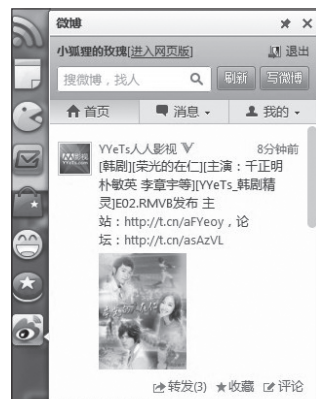 微博
小狐狸的玫瑰[进入网页版] 退出
搜微博，找人 刷新 写微博
首页 消息 我的
YYeTs人人影视 V 8分钟前
[韩剧][荣光的在仁][主演：千正明
朴敏英 李章宇等][YYeTs_韩剧精
灵]E02.RMVB发布 主
站：http://t.cn/aFYeoy，论
坛：http://t.cn/asAzVL
转发(3) 收藏 评论